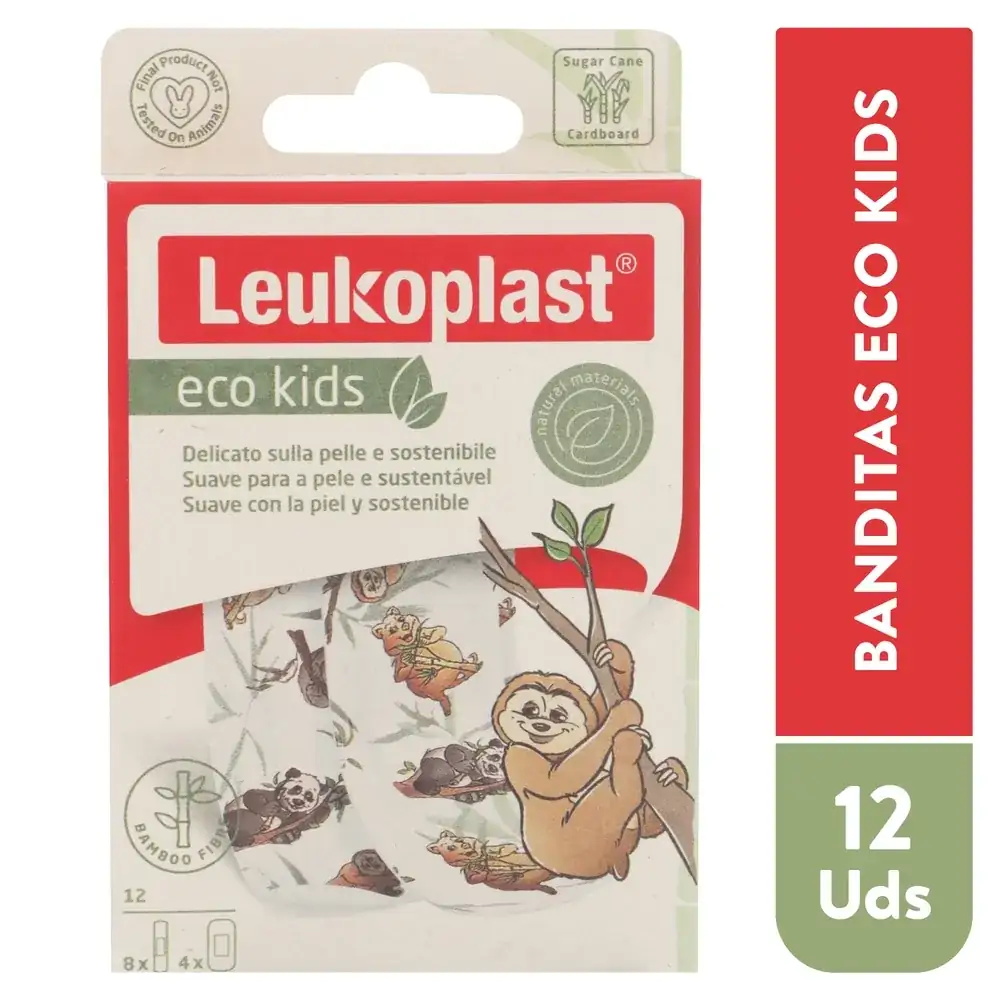 Final Product Not
Tested On Animals
Sugar Cane
Cardboard
Leukoplast®
eco kids
natural materials
Delicato sulla pelle e sostenibile
Suave para a pele e sustentável
Suave con la piel y sostenible
BAMBOO FIBRE
12
8x
4x
BANDITAS ECO KIDS
12
Uds